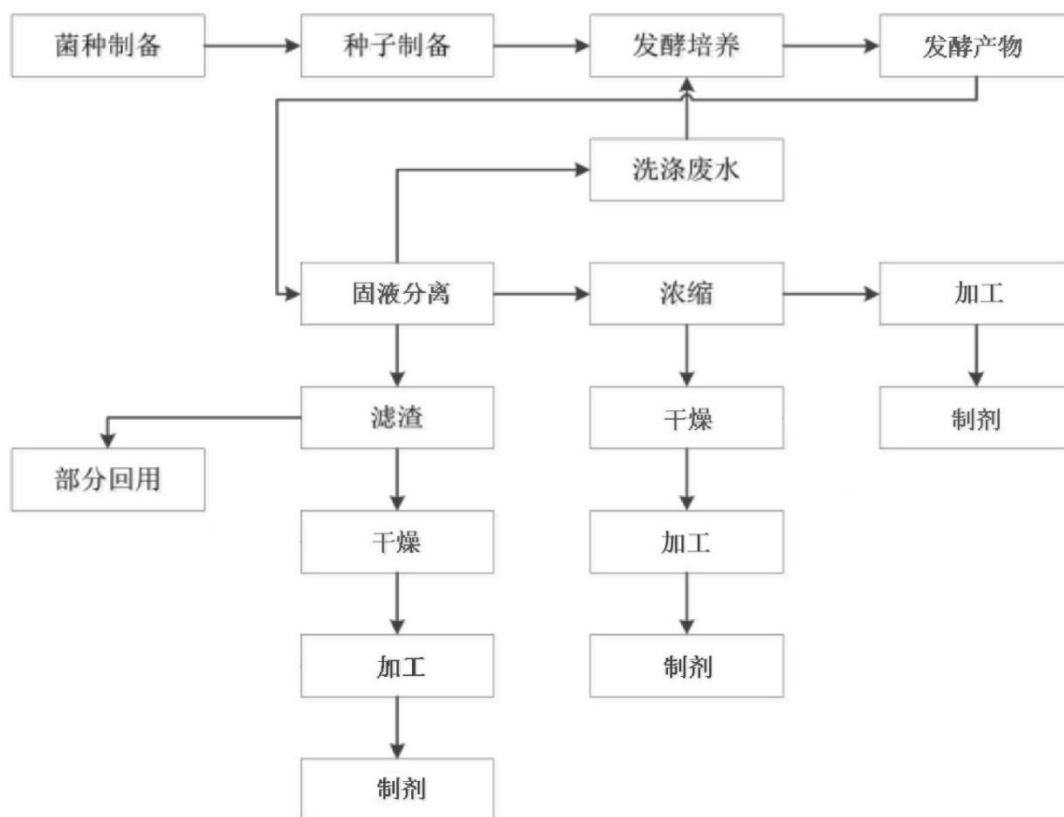 菌种制备
种子制备
发酵培养
发酵产物
洗涤废水
固液分离
浓缩
加工
滤渣
干燥
制剂
部分回用
干燥
加工
加工
制剂
制剂